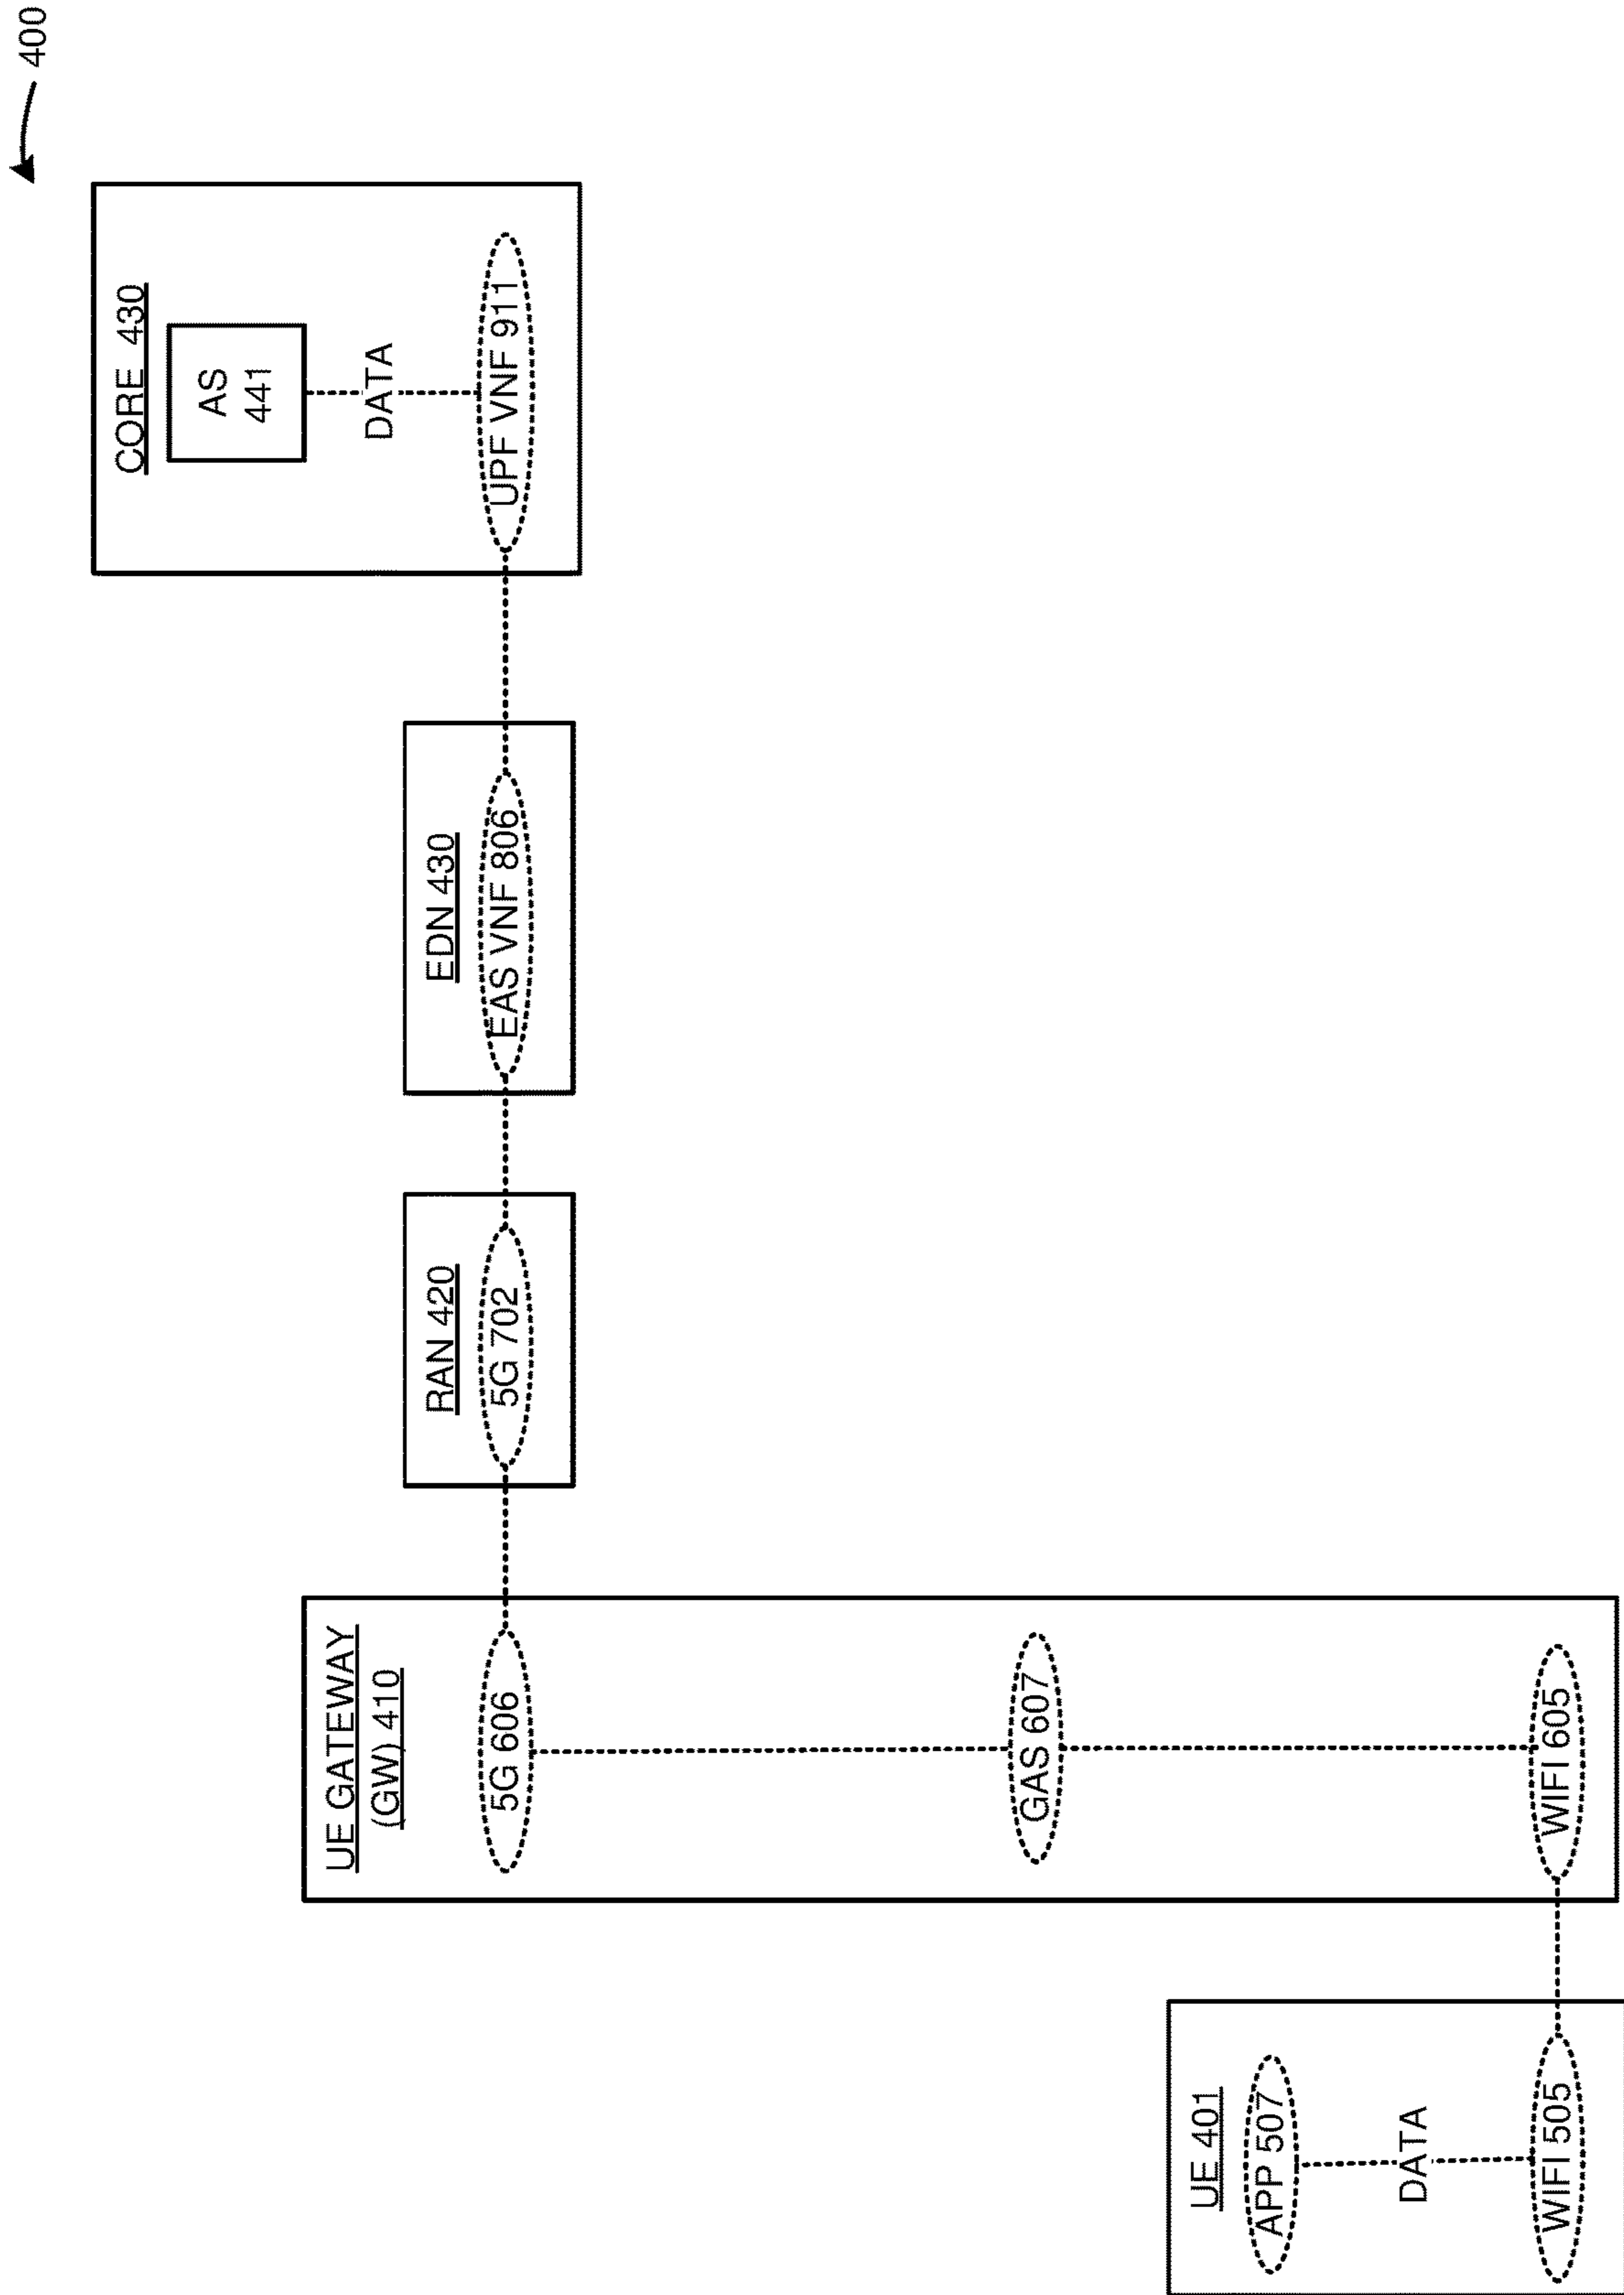 400
UE 401
APP 507
DATA
WIFI 505
UE GATEWAY
(GW) 410
5G 606
GAS 607
WIFI 605
RAN 420
5G 702
EDN 430
EAS VNF 806
CORE 430
AS
441
DATA
UPF VNF 911